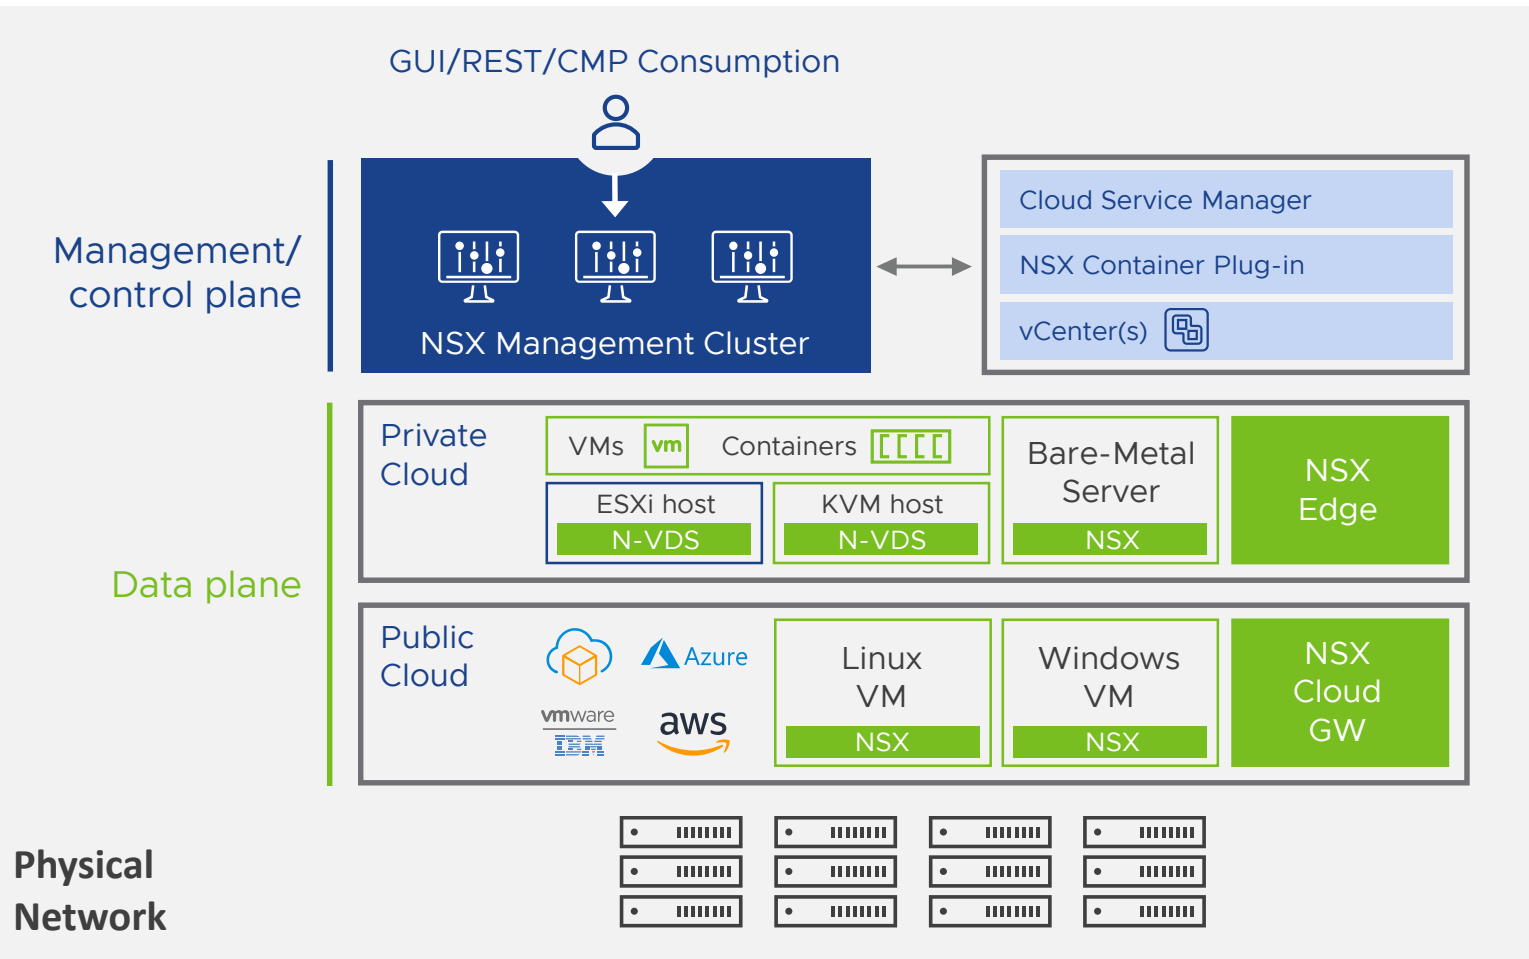 GUI/REST/CMP Consumption
Management/
control plane
NSX Management Cluster
Cloud Service Manager
NSX Container Plug-in
vCenter(s)
Data plane
Private
Cloud
VMs vm Containers
ESXi host
N-VDS
KVM host
N-VDS
Bare-Metal
Server
NSX
NSX
Edge
Public
Cloud
Azure
vmware
IBM
aws
Linux
VM
NSX
Windows
VM
NSX
NSX
Cloud
GW
Physical
Network